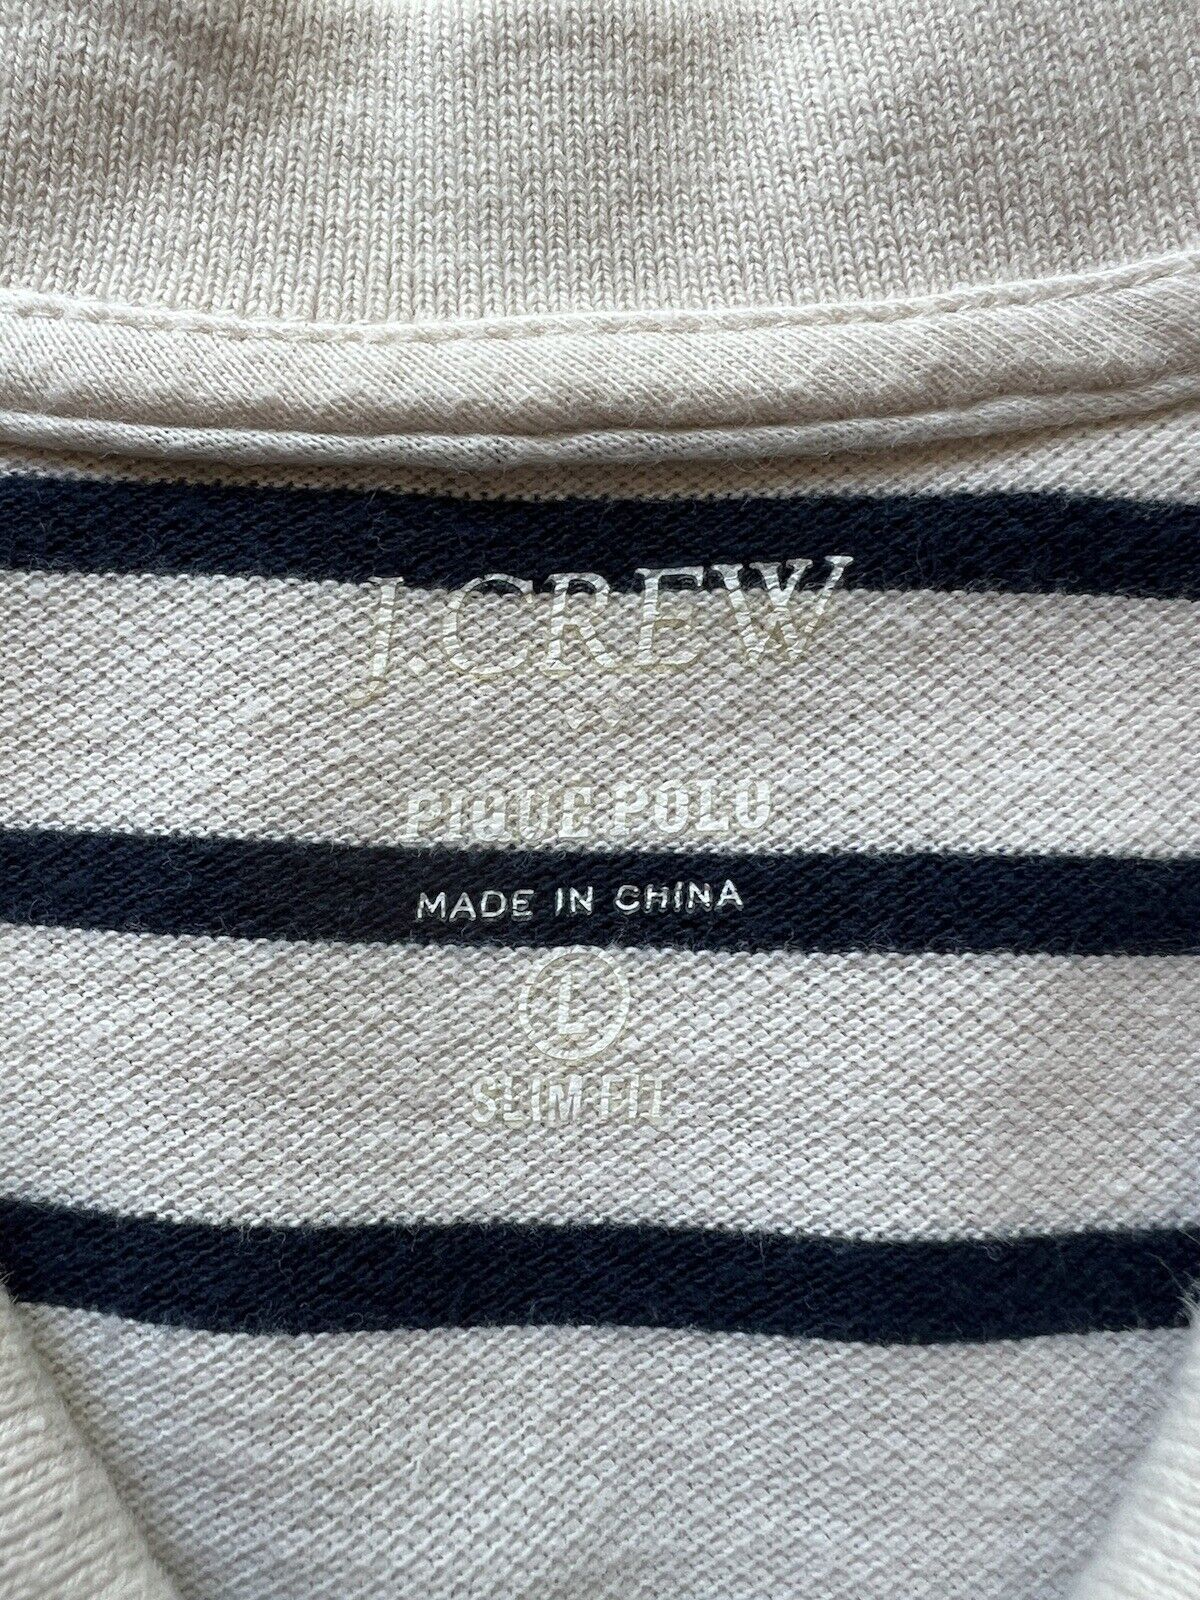 J.CREW
PIQUE POLO
MADE IN CHINA
L
SLIM FIT